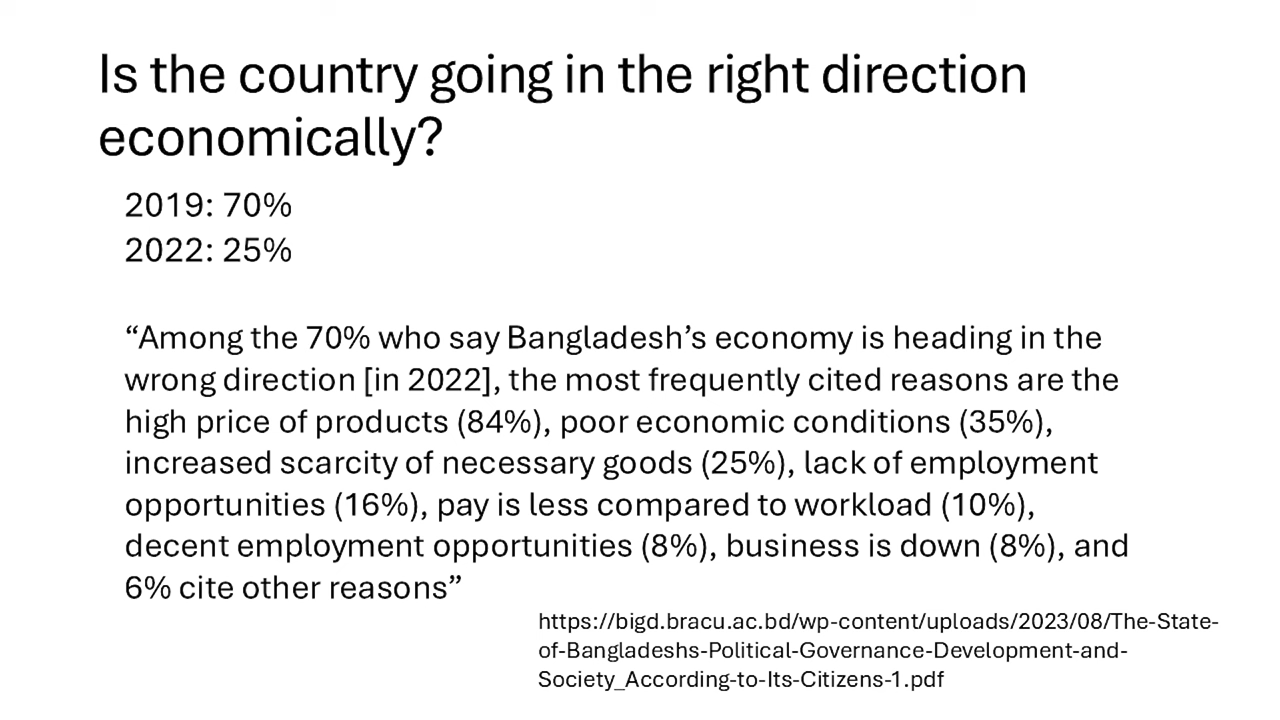 Is the country going in the right direction
economically?
2019: 70%
2022: 25%
“Among the 70% who say Bangladesh’s economy is heading in the
wrong direction [in 2022], the most frequently cited reasons are the
high price of products (84%), poor economic conditions (35%),
increased scarcity of necessary goods (25%), lack of employment
opportunities (16%), pay is less compared to workload (10%),
decent employment opportunities (8%), business is down (8%), and
6% cite other reasons”
https://bigd.bracu.ac.bd/wp-content/uploads/2023/08/The-State-
of-Bangladeshs-Political-Governance-Development-and-
Society_According-to-Its-Citizens-1.pdf